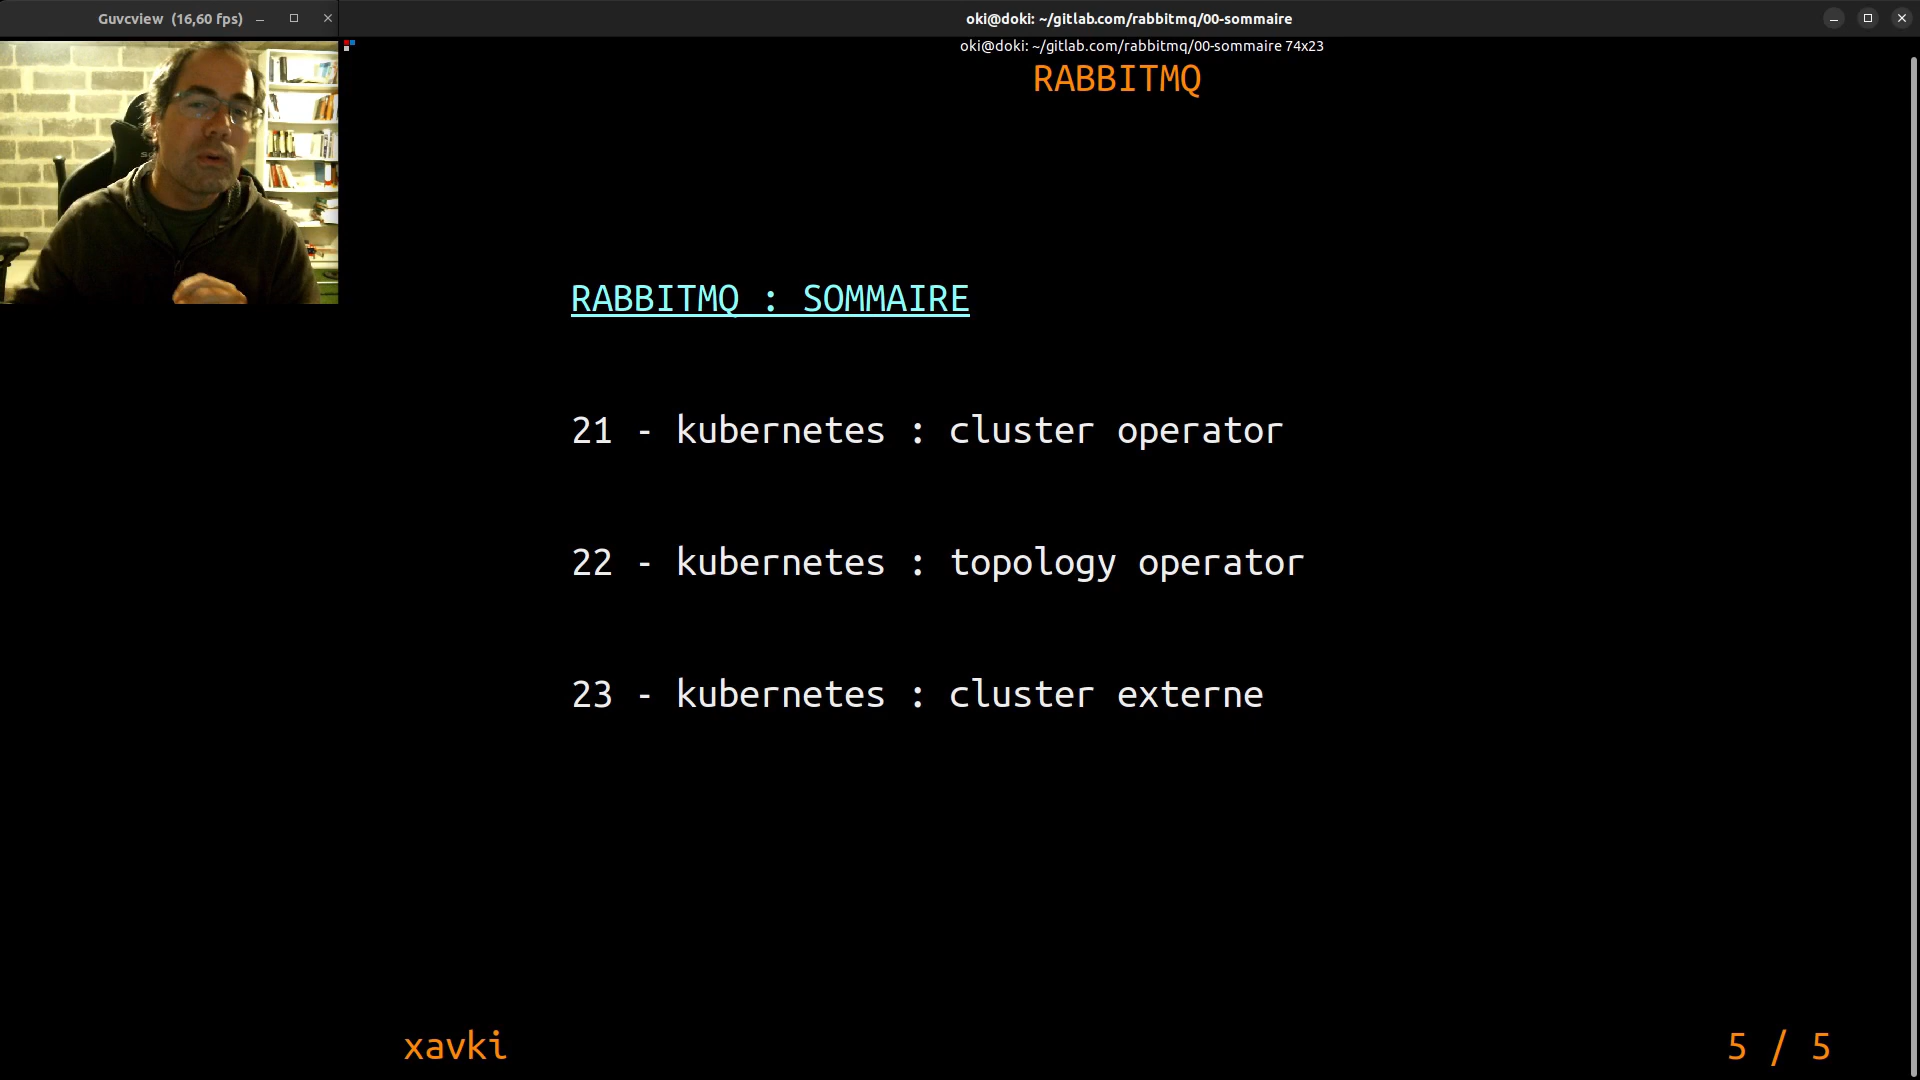 Guvcview (16,60 fps)
oki@doki: ~/gitlab.com/rabbitmq/00-sommaire
oki@doki: ~/gitlab.com/rabbitmq/00-sommaire 74x23
RABBITMQ
RABBITMQ : SOMMAIRE
21 - kubernetes : cluster operator
22 - kubernetes : topology operator
23 - kubernetes : cluster externe
xavki
5 / 5